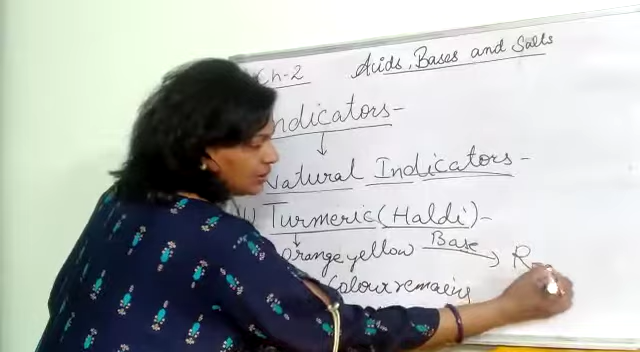 Ch-2 Acids, Bases and Salts
Indicators-
↓
Natural Indicators-
Turmeric (Haldi)-
Orange yellow Base → R
Colour remains